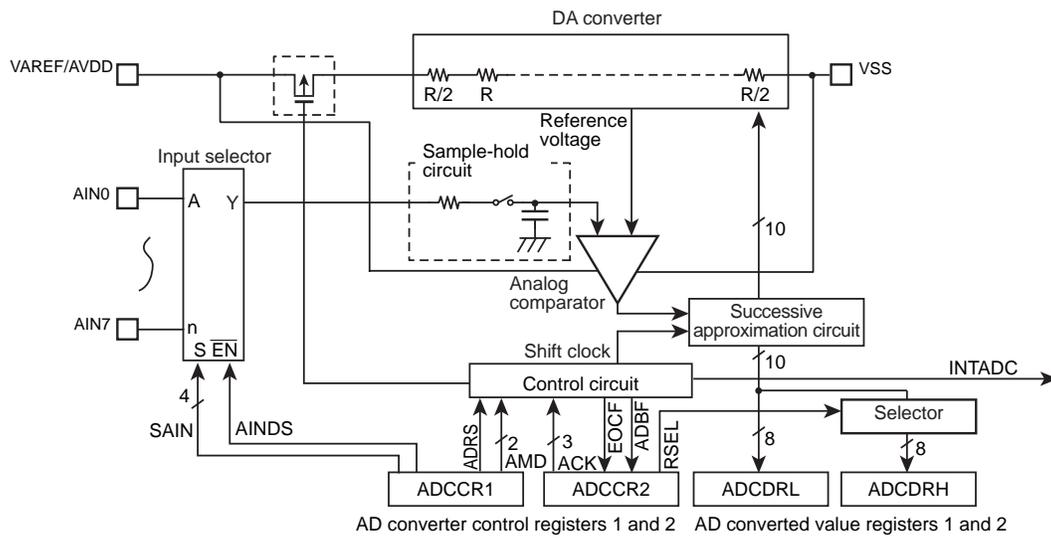 DA converter
VAREF/AVDD
R/2
R
R/2
VSS
Reference
voltage
Input selector
Sample-hold
circuit
AIN0
A
Y
10
Analog
comparator
AIN7
n
S EN
Successive
approximation circuit
Shift clock
10
INTADC
Control circuit
4
SAIN
AINDS
ADRS
2
AMD
3
ACK
EOCF
ADBF
RSEL
Selector
8
8
ADCCR1
ADCCR2
ADCDRL
ADCDRH
AD converter control registers 1 and 2
AD converted value registers 1 and 2